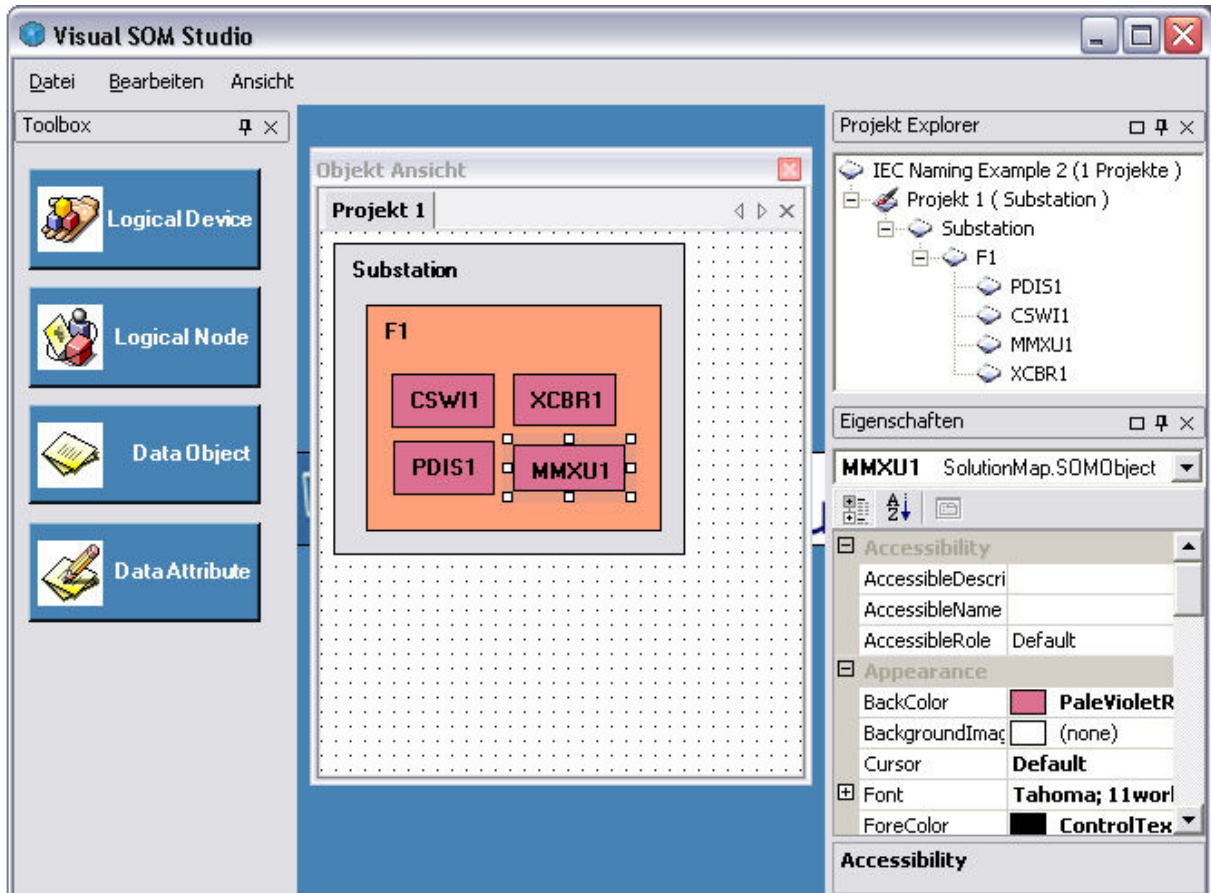 Visual SOM Studio
Datei Bearbeiten Ansicht
Toolbox
Logical Device
Logical Node
Data Object
Data Attribute
Objekt Ansicht
Projekt 1
Substation
F1
CSWI1 XCBR1
PDIS1 MMXU1
Projekt Explorer
IEC Naming Example 2 (1 Projekte )
Projekt 1 ( Substation )
Substation
F1
PDIS1
CSWI1
MMXU1
XCBR1
Eigenschaften
MMXU1 SolutionMap.SOMObject
Accessibility
AccessibleDescri
AccessibleName
AccessibleRole Default
Appearance
BackColor PaleVioletR
BackgroundImag (none)
Cursor Default
Font Tahoma; 11worl
ForeColor ControlTex
Accessibility